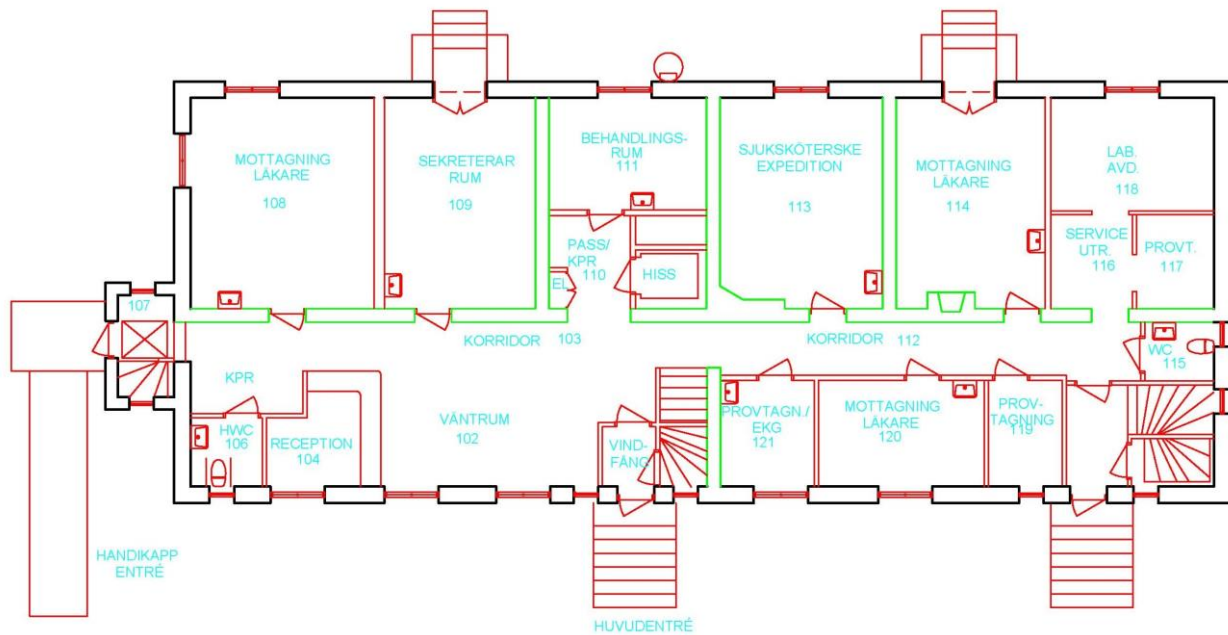 MOTTAGNING
LÄKARE
108
SEKRETERAR
RUM
109
BEHANDLINGS-
RUM
111
SJUKSKÖTERSKE
EXPEDITION
113
MOTTAGNING
LÄKARE
114
LAB.
AVD.
118
PASS/
KPR
110
EL
HISS
SERVICE
UTR.
116
PROVT.
117
107
KORRIDOR 103
KORRIDOR 112
WC
115
KPR
HWC
106
RECEPTION
104
VÄNTRUM
102
VIND-
FÅNG
PROVTAGN /
EKG
121
MOTTAGNING
LÄKARE
120
PROV-
TAGNING
119
HANDIKAPP
ENTRÉ
HUVUDENTRÉ